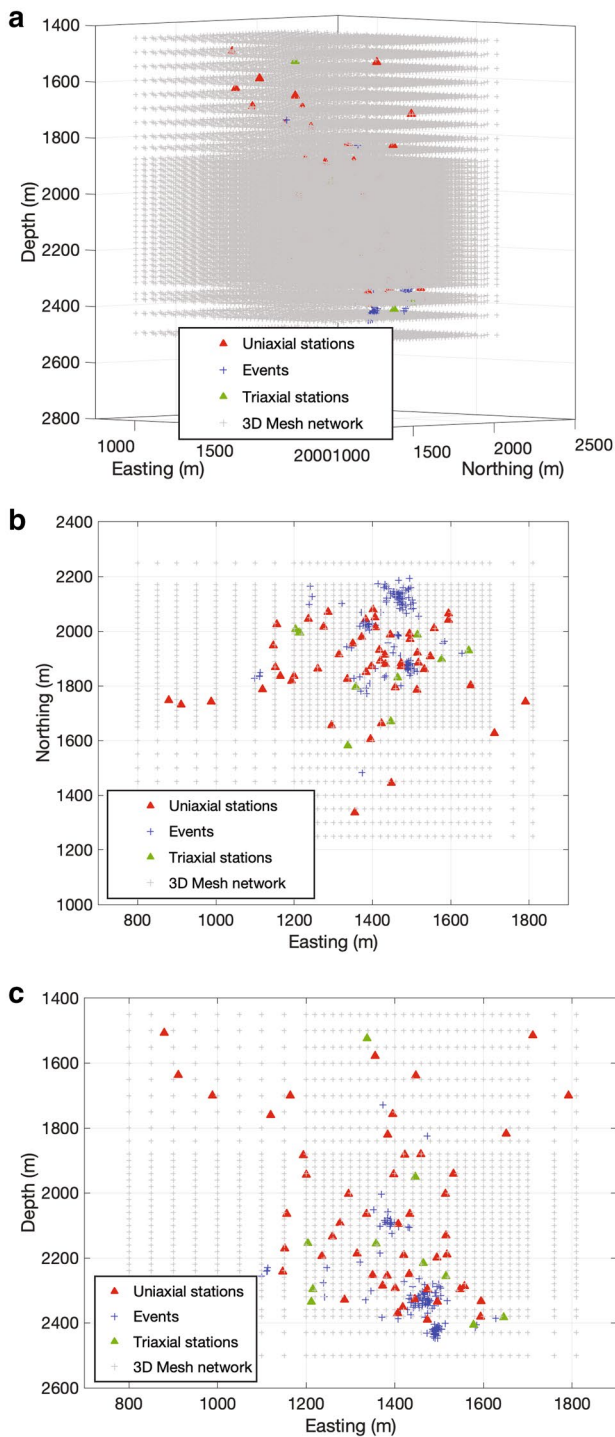 a
1400
1600
1800
2000
2200
2400
2600
2800
Depth (m)
Uniaxial stations
Events
Triaxial stations
3D Mesh network
1000 1500 20001000 1500 2000 2500
Easting (m) Northing (m)
b
2400
2200
2000
1800
1600
1400
1200
1000
Northing (m)
Uniaxial stations
Events
Triaxial stations
3D Mesh network
800 1000 1200 1400 1600 1800
Easting (m)
c
1400
1600
1800
2000
2200
2400
2600
Depth (m)
Uniaxial stations
Events
Triaxial stations
3D Mesh network
800 1000 1200 1400 1600 1800
Easting (m)